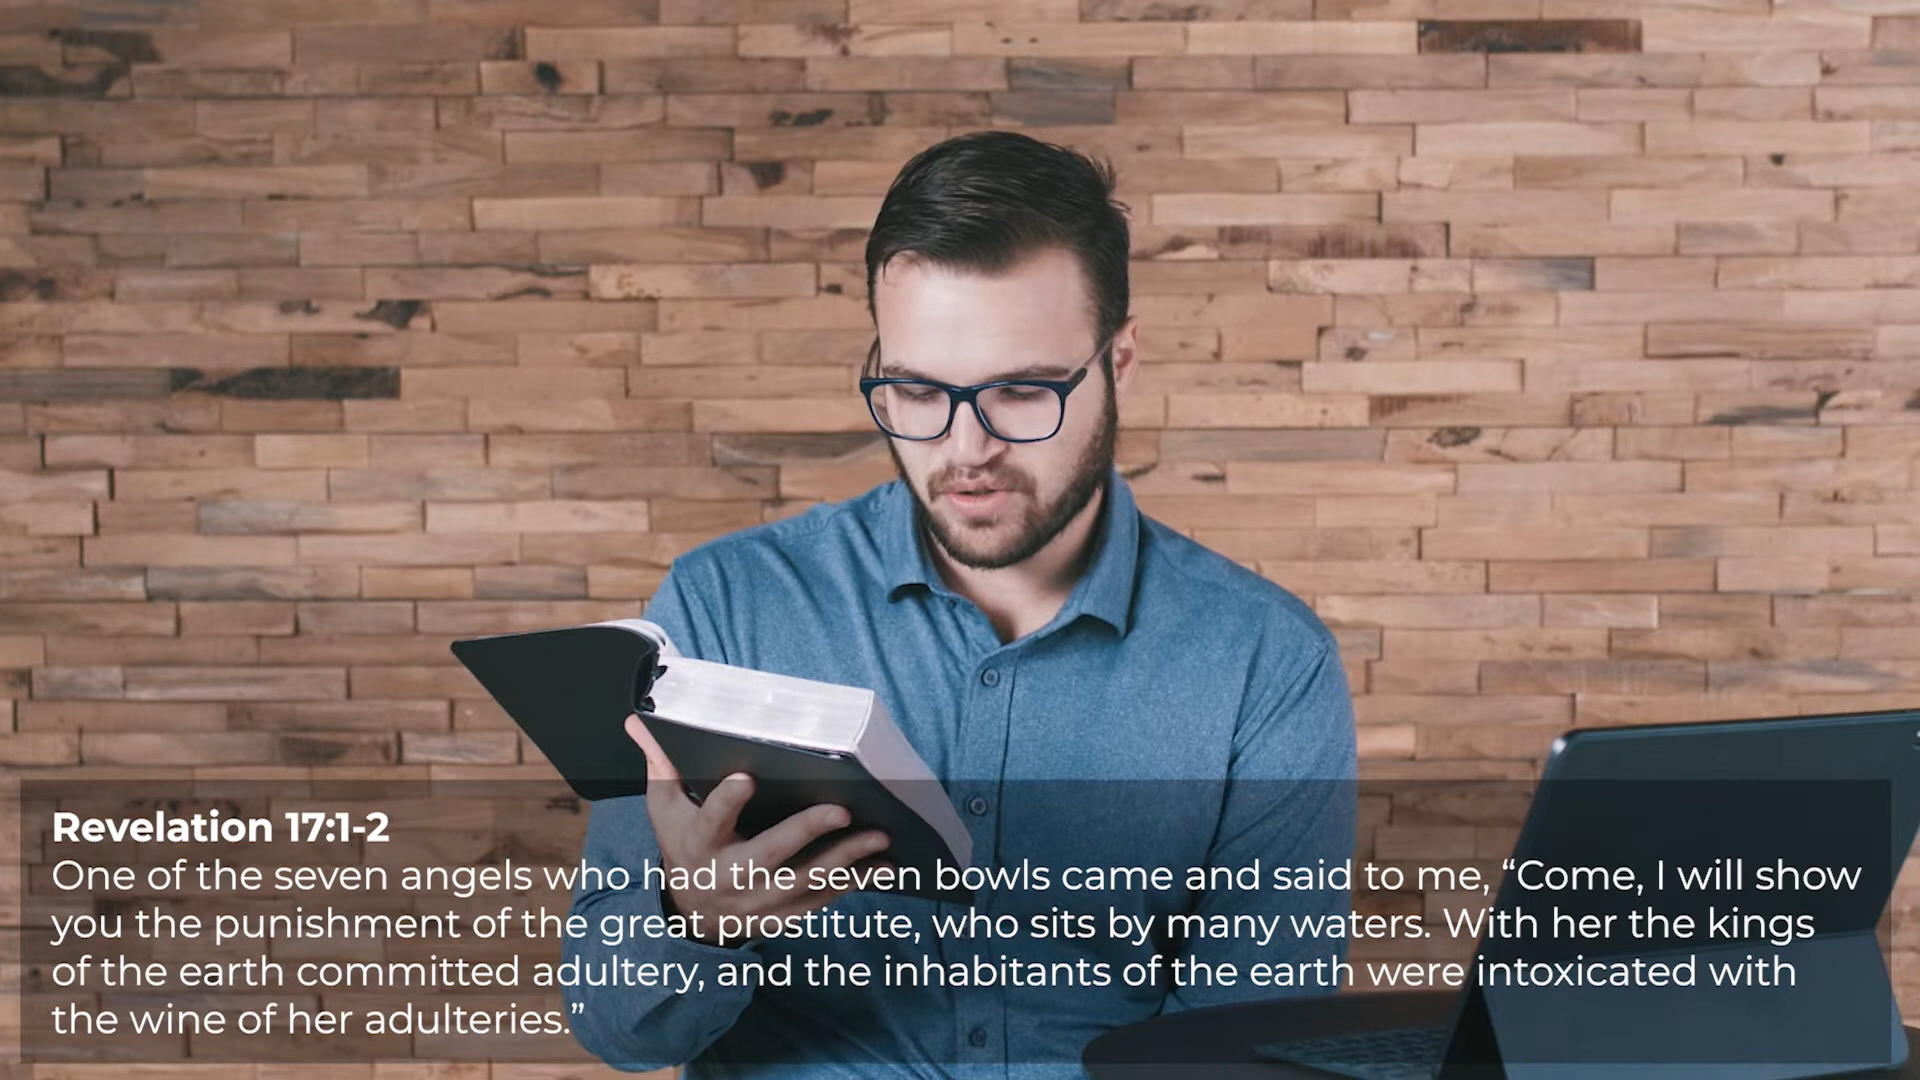 Revelation 17:1-2
One of the seven angels who had the seven bowls came and said to me, “Come, I will show
you the punishment of the great prostitute, who sits by many waters. With her the kings
of the earth committed adultery, and the inhabitants of the earth were intoxicated with
the wine of her adulteries.”